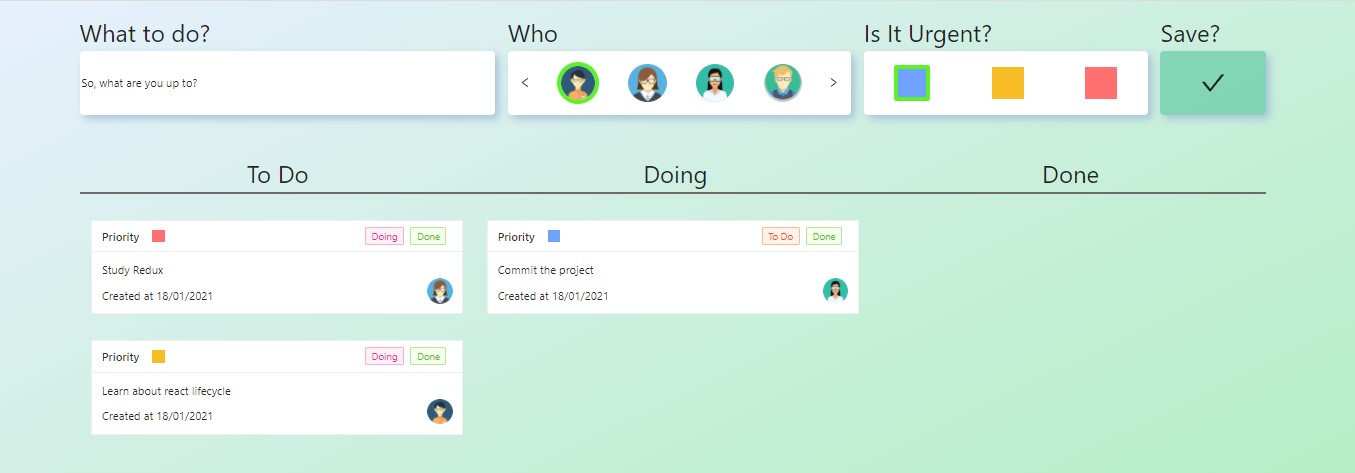 What to do?
Who
Is It Urgent?
Save?
So, what are you up to?
< >
To Do
Doing
Done
Priority Doing Done
Study Redux
Created at 18/01/2021
Priority Doing Done
Learn about react lifecycle
Created at 18/01/2021
Priority To Do Done
Commit the project
Created at 18/01/2021